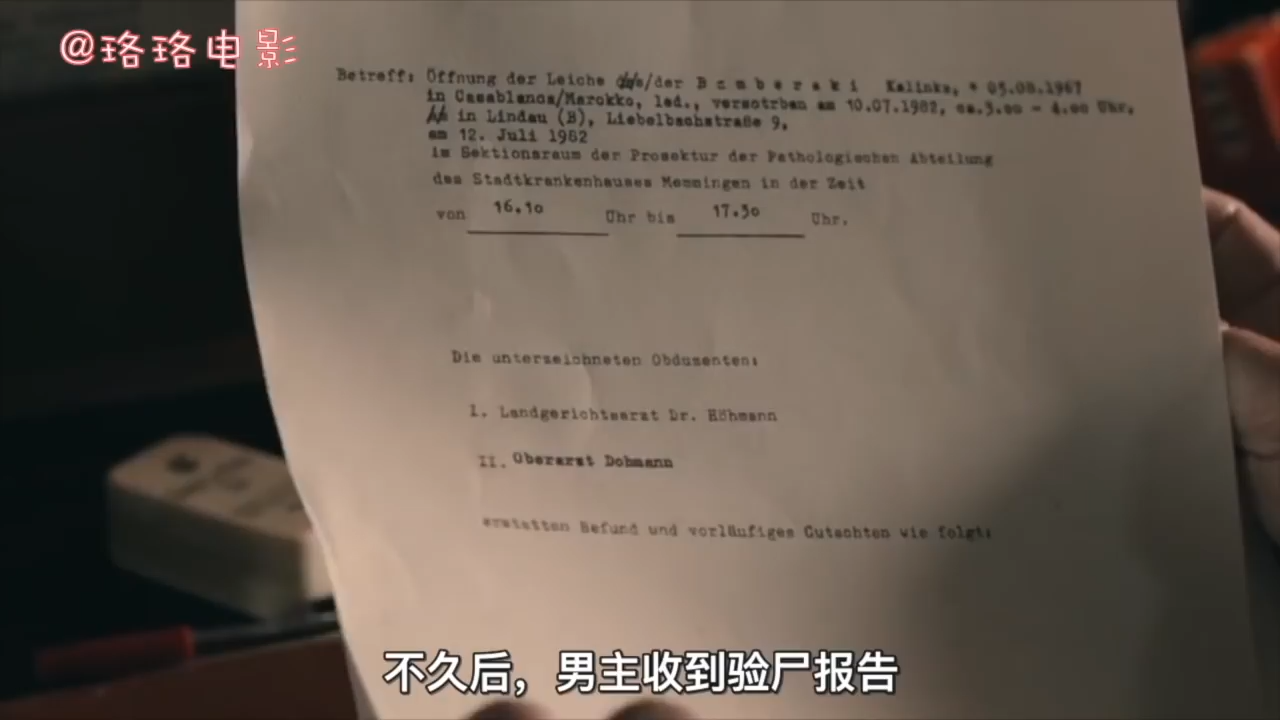 @珞珞电影
Betreff: Öffnung der Leiche des/der B a m b e r s k i Kalinka, * 05.08.1967
in Casablanca/Marokko, led., versotrben am 10.07.1982, ca.3.00 - 4.00 Uhr,
in Lindau (B), Liebelbachstraße 9,
am 12. Juli 1982
im Sektionsraum der Prosektur der Pathologischen Abteilung
des Stadtkrankenhauses Memmingen in der Zeit
von 16.10 Uhr bis 17.30 Uhr.
Die unterzeichneten Obduzenten:
I. Landgerichtsarzt Dr. Höhmann
II. Oberarzt Dohmann
erstatten Befund und vorläufiges Gutachten wie folgt:
不久后，男主收到验尸报告